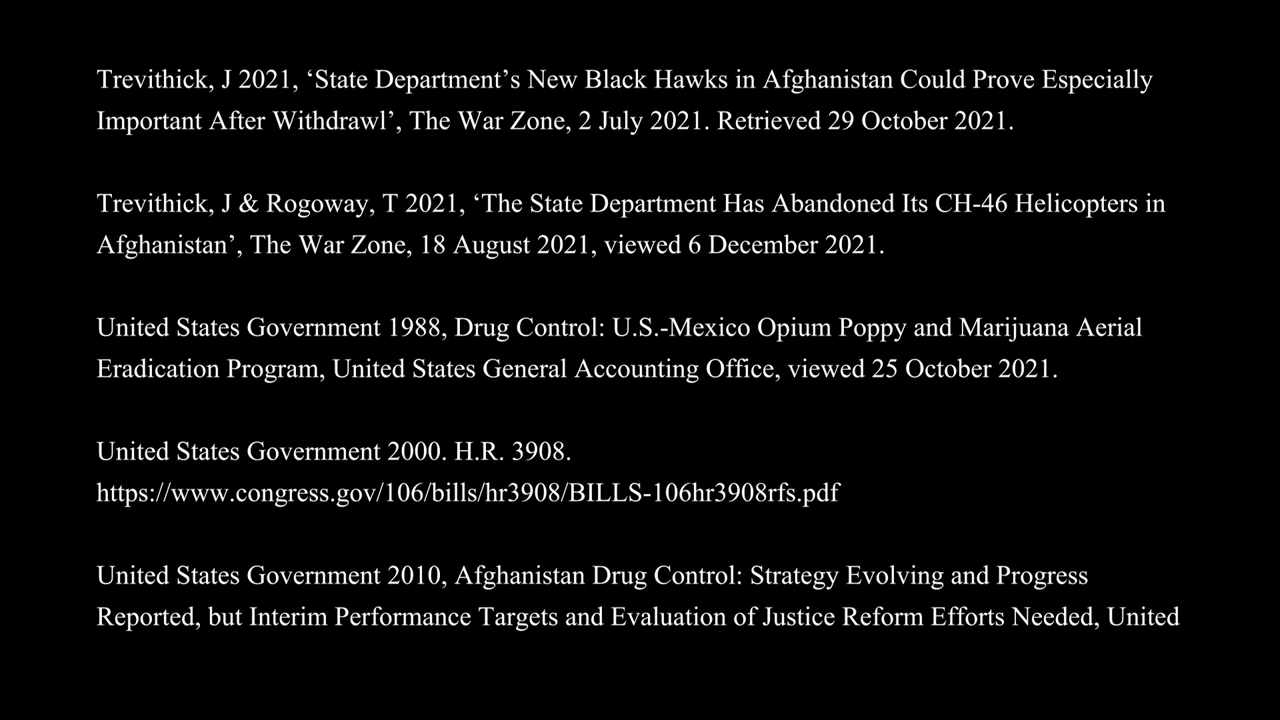 Trevithick, J 2021, ‘State Department’s New Black Hawks in Afghanistan Could Prove Especially
Important After Withdrawl’, The War Zone, 2 July 2021. Retrieved 29 October 2021.
Trevithick, J & Rogoway, T 2021, ‘The State Department Has Abandoned Its CH-46 Helicopters in
Afghanistan’, The War Zone, 18 August 2021, viewed 6 December 2021.
United States Government 1988, Drug Control: U.S.-Mexico Opium Poppy and Marijuana Aerial
Eradication Program, United States General Accounting Office, viewed 25 October 2021.
United States Government 2000. H.R. 3908.
https://www.congress.gov/106/bills/hr3908/BILLS-106hr3908rfs.pdf
United States Government 2010, Afghanistan Drug Control: Strategy Evolving and Progress
Reported, but Interim Performance Targets and Evaluation of Justice Reform Efforts Needed, United